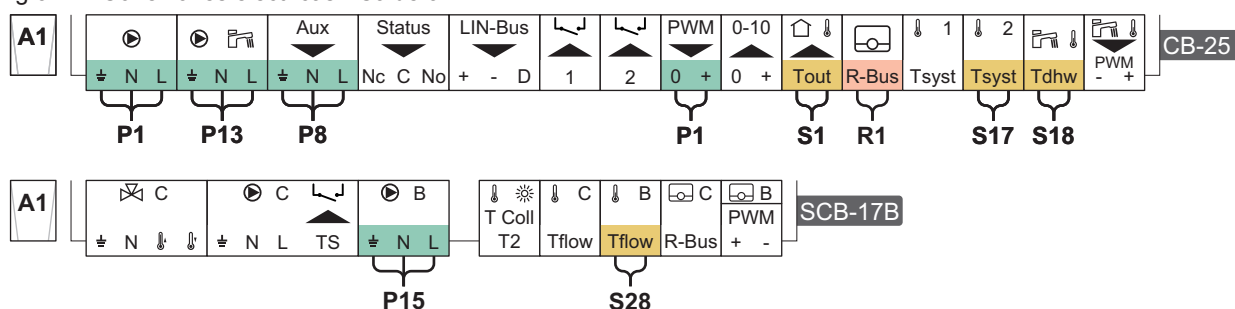 A1 Aux Status LIN-Bus PWM 0-10 1 2 CB-25
N L N L N L Nc C No + - D 1 2 0 + 0 + Tout R-Bus Tsyst Tsyst Tdhw PWM - +
P1 P13 P8 P1 S1 R1 S17 S18
A1 C C B C B C B SCB-17B
T Coll PWM
N N L TS N L T2 Tflow Tflow R-Bus + -
P15 S28